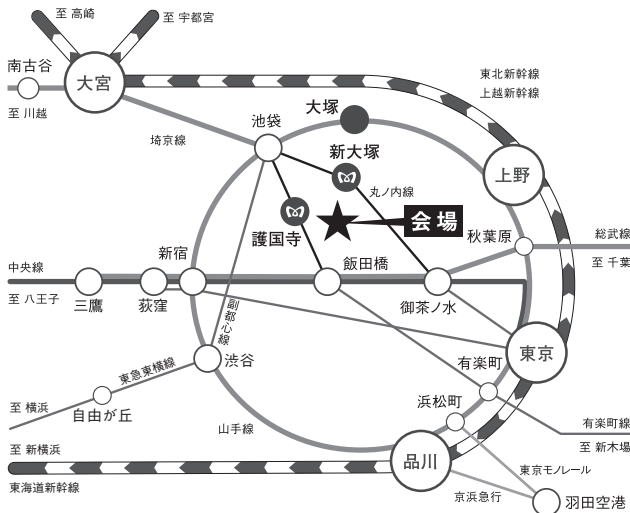 至 高崎
至 宇都宮
南古谷
大宮
至 川越
東北新幹線
上越新幹線
埼京線
池袋
大塚
新大塚
丸ノ内線
上野
護国寺
会場
秋葉原
総武線
至 千葉
新宿
飯田橋
中央線
至 八王子
三鷹
荻窪
御茶ノ水
副都心線
東京
渋谷
有楽町
東急東横線
浜松町
至 横浜
自由が丘
山手線
有楽町線
至 新木場
至 新横浜
品川
東京モノレール
東海道新幹線
京浜急行
羽田空港